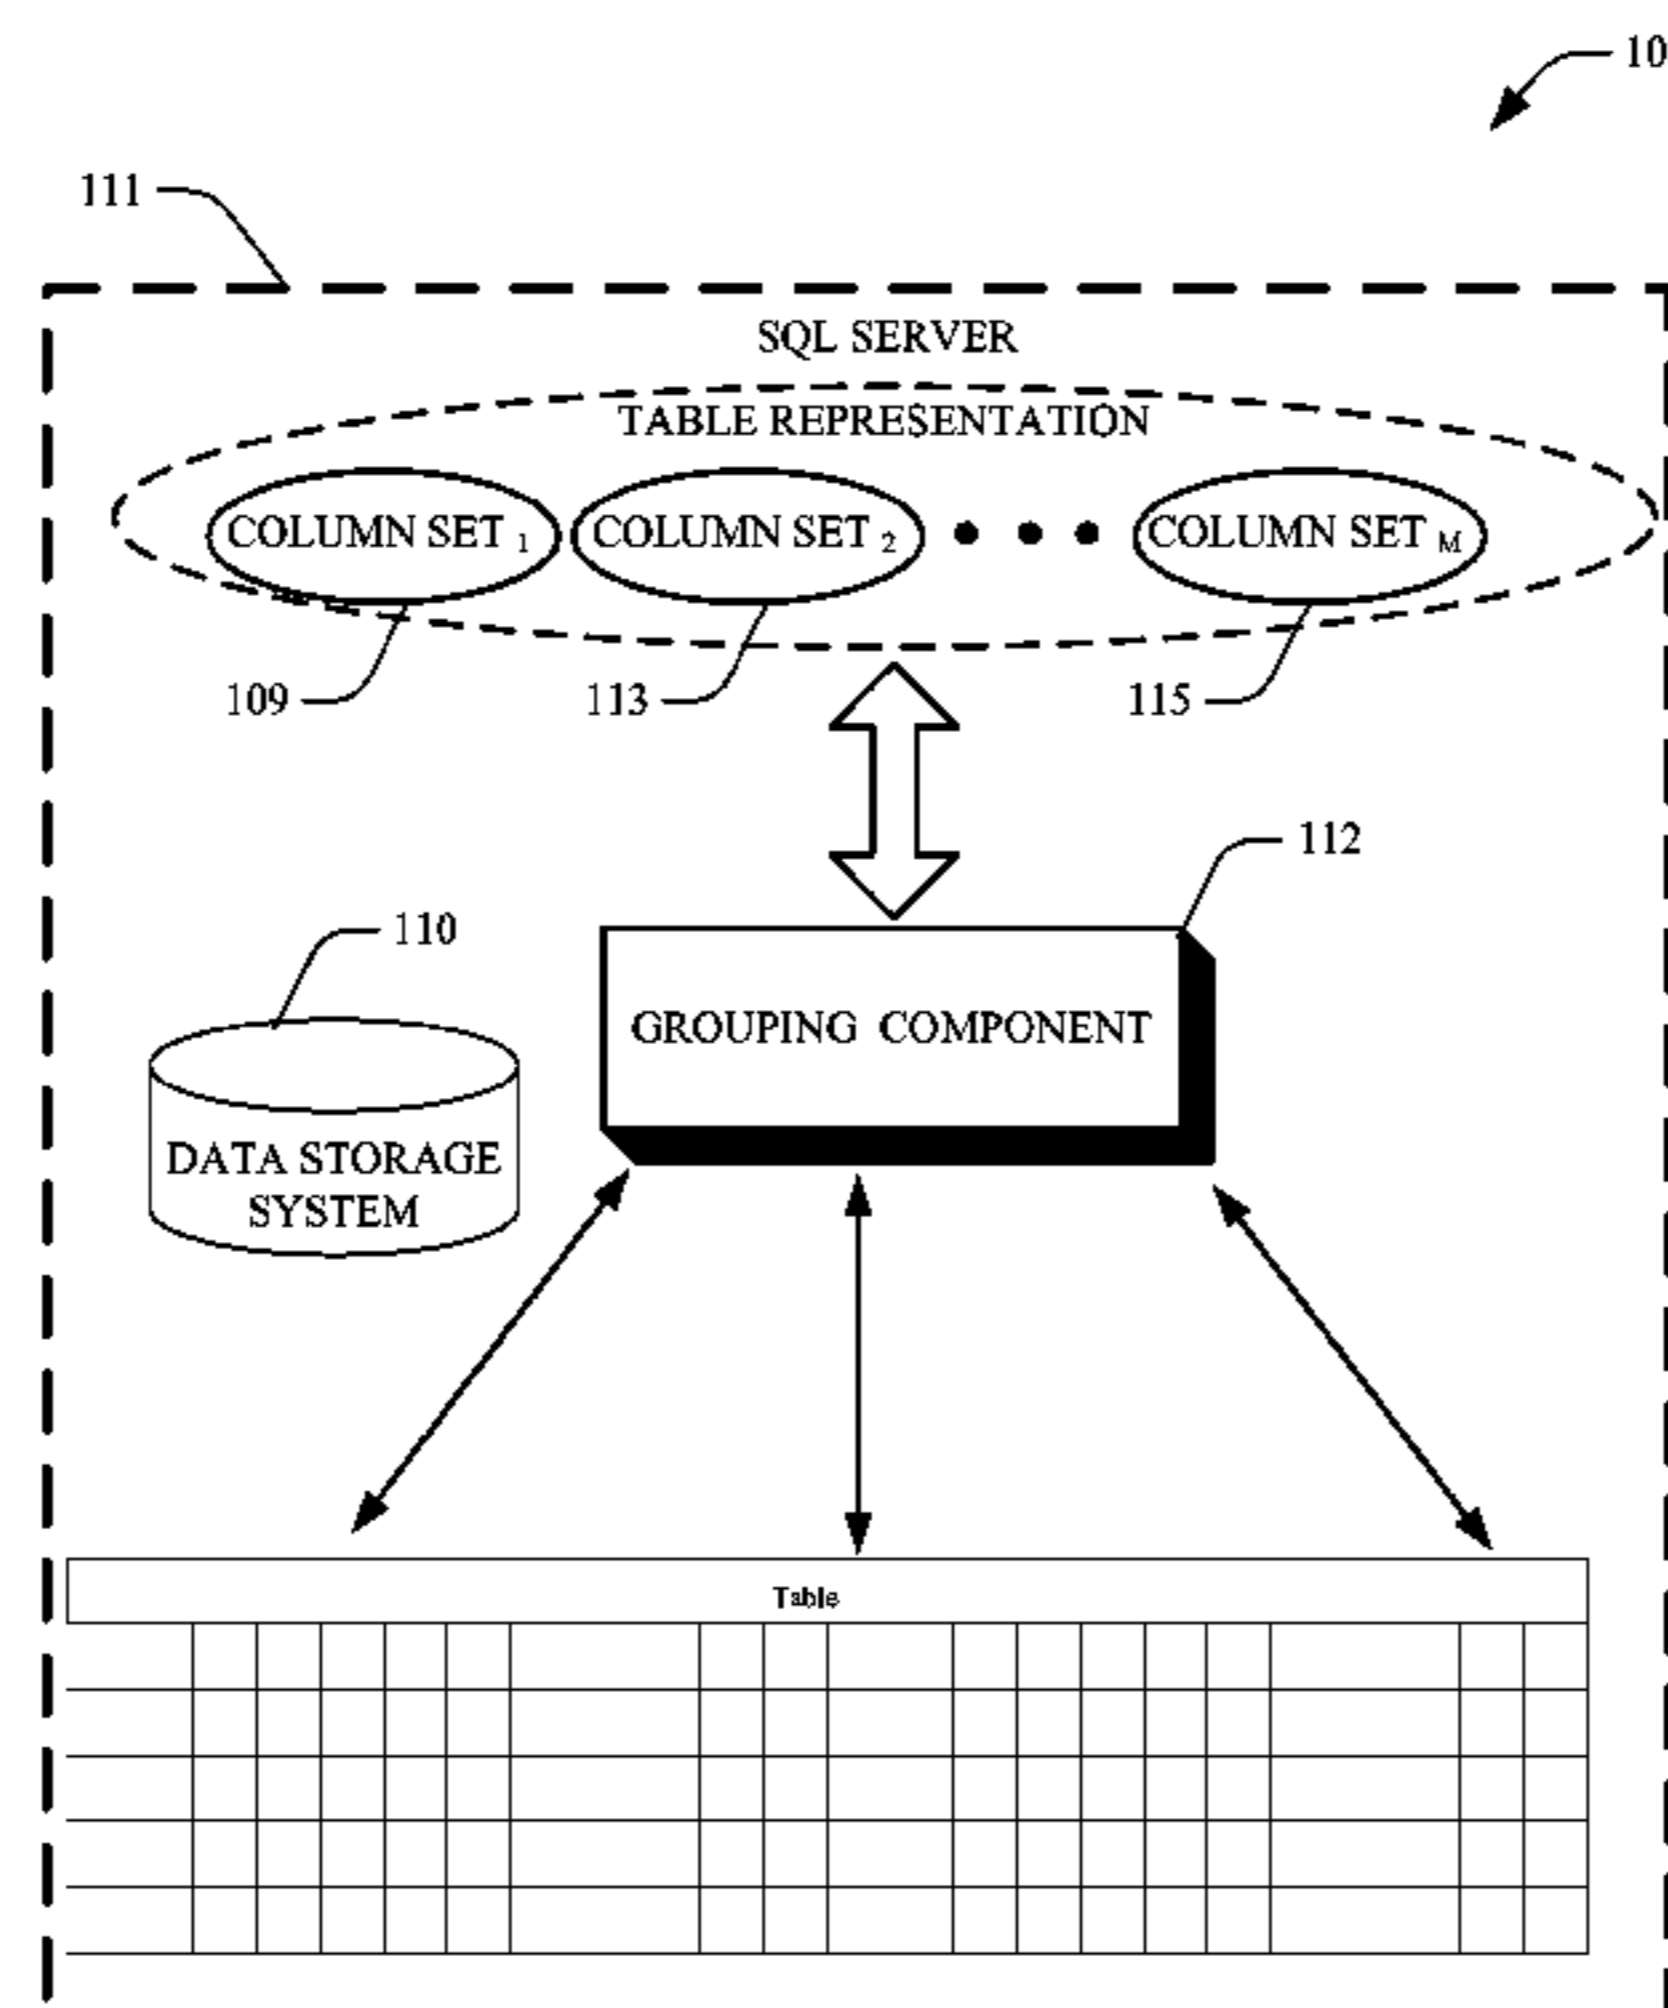 10
111
SQL SERVER
TABLE REPRESENTATION
COLUMN SET 1 COLUMN SET 2 • • • COLUMN SET M
109 113 115
112
110
GROUPING COMPONENT
DATA STORAGE
SYSTEM
Table